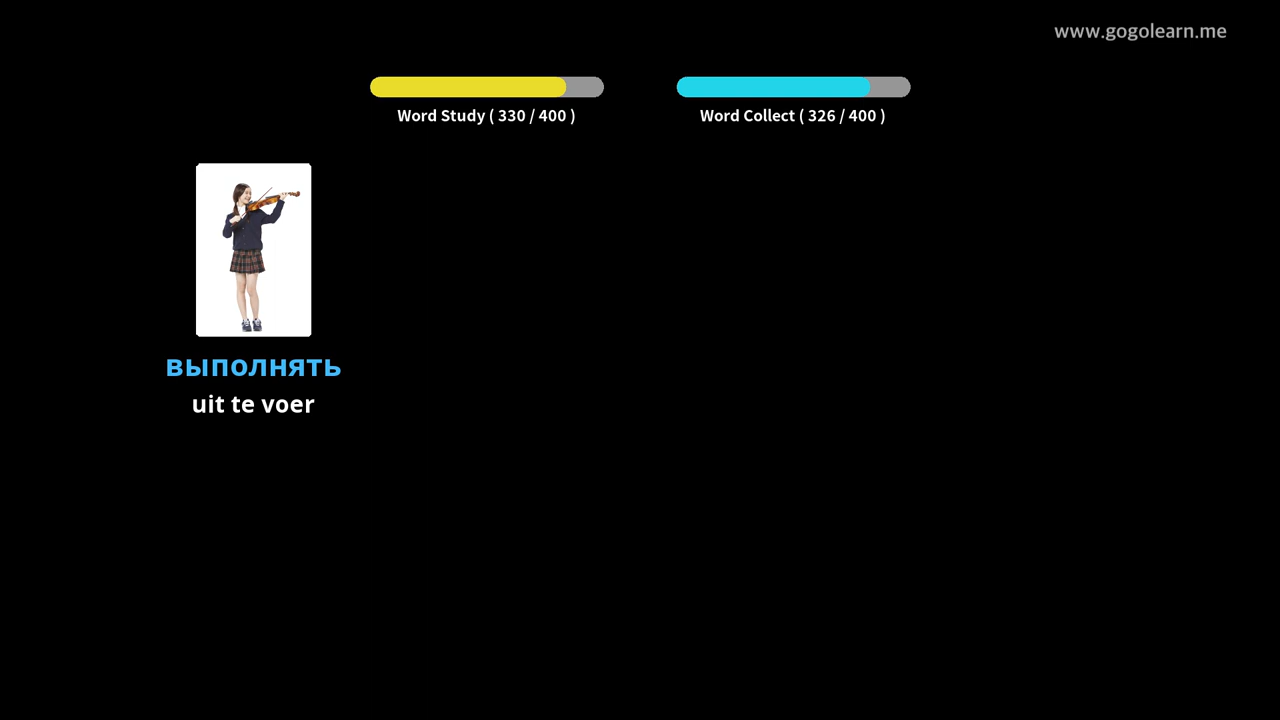 www.gogolearn.me
Word Study ( 330 / 400 )
Word Collect ( 326 / 400 )
выполнять
uit te voer